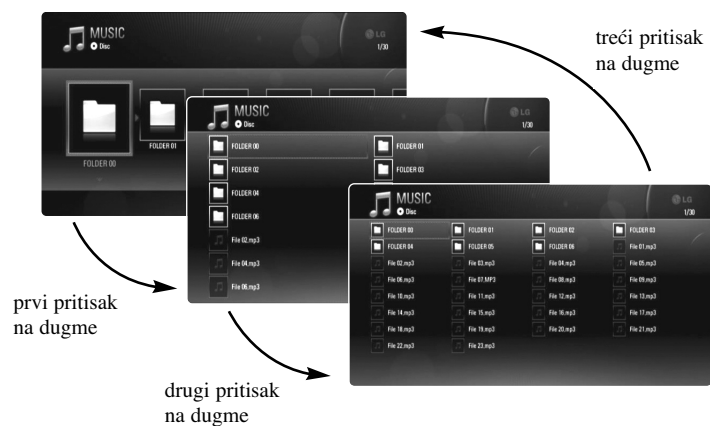 MUSIC
Disc
LG
1/30
FOLDER 00
FOLDER 01
treći pritisak
na dugme
MUSIC
Disc
LG
1/30
FOLDER 00 FOLDER 01
FOLDER 02 FOLDER 03
FOLDER 04
FOLDER 06
File 02.mp3
File 04.mp3
File 06.mp3
MUSIC
Disc
LG
1/30
FOLDER 00 FOLDER 01 FOLDER 02 FOLDER 03
FOLDER 04 FOLDER 05 FOLDER 06 File 01.mp3
File 02.mp3 File 03.mp3 File 04.mp3 File 05.mp3
File 06.mp3 File 07.MP3 File 08.mp3 File 09.mp3
File 10.mp3 File 11.mp3 File 12.mp3 File 13.mp3
File 14.mp3 File 15.mp3 File 16.mp3 File 17.mp3
File 18.mp3 File 19.mp3 File 20.mp3 File 21.mp3
File 22.mp3 File 23.mp3
prvi pritisak
na dugme
drugi pritisak
na dugme